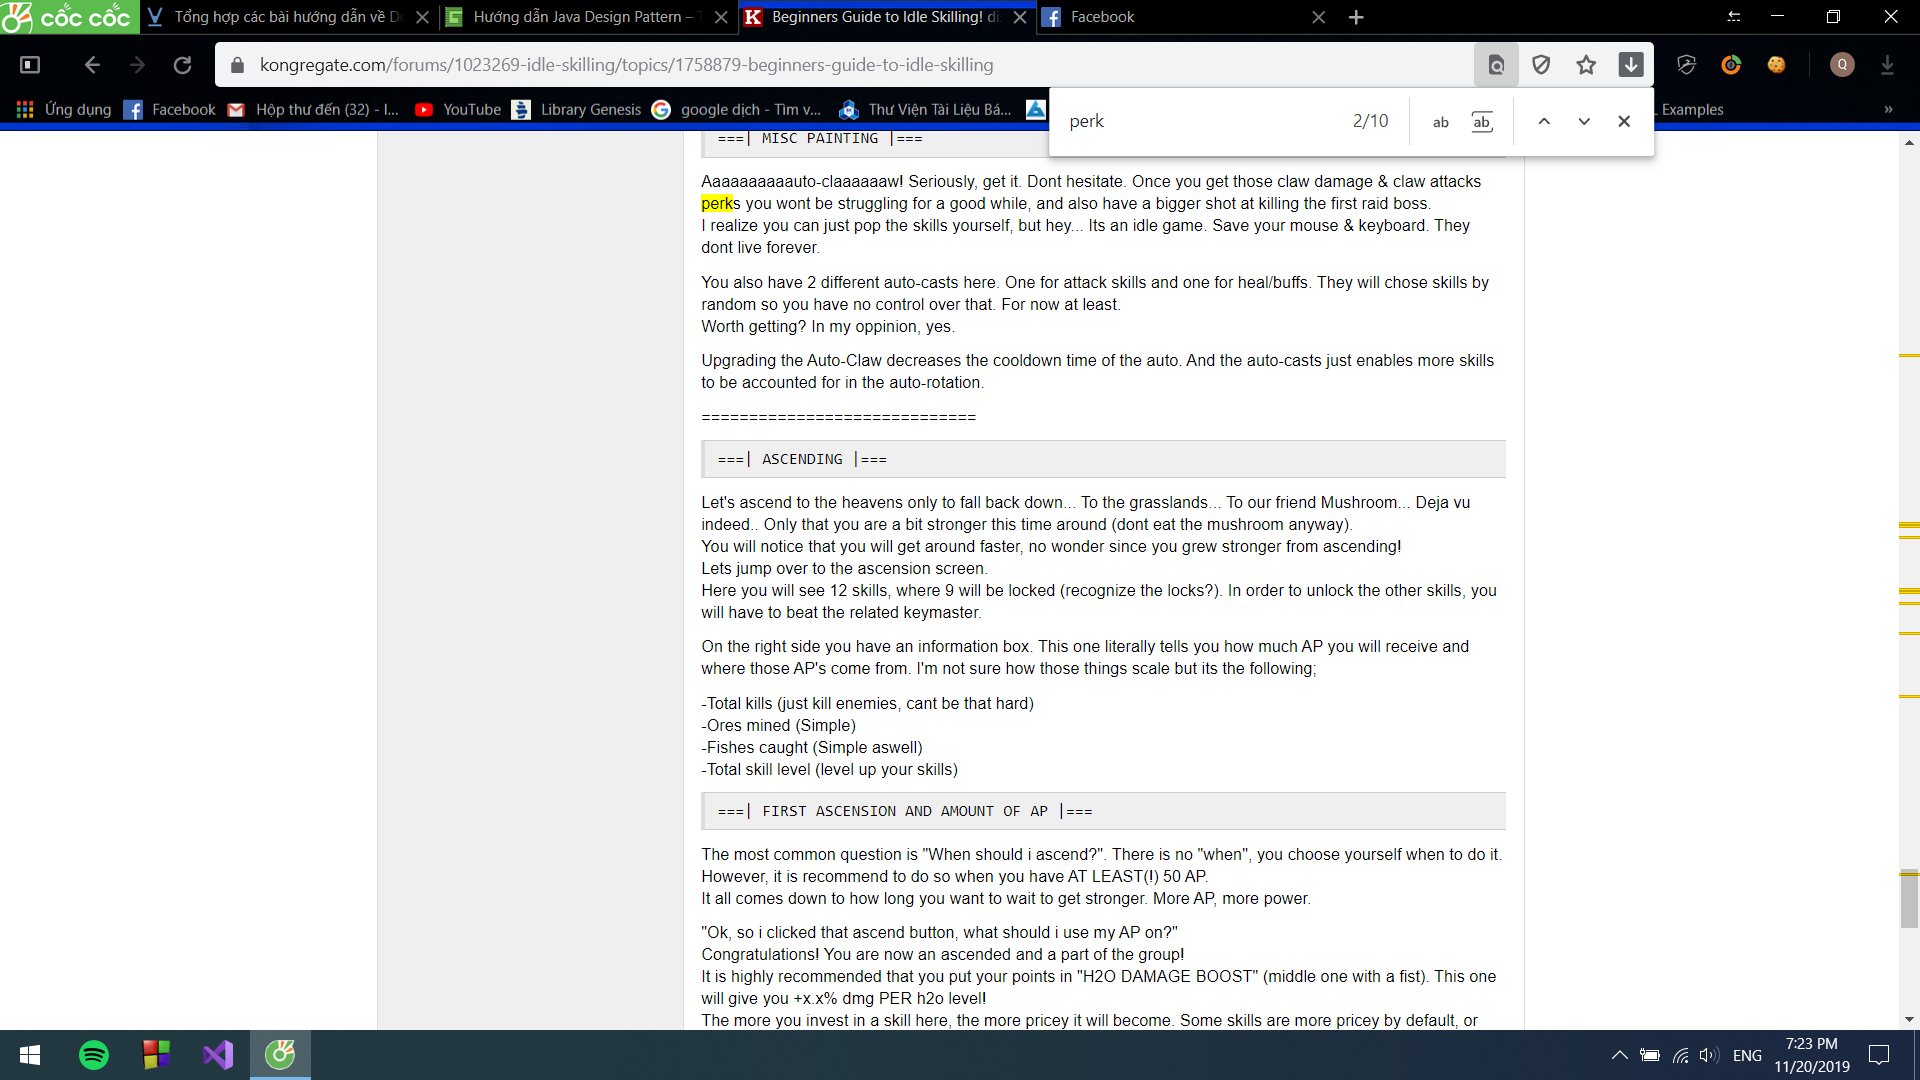 cốc cốc
Tổng hợp các bài hướng dẫn về De
Hướng dẫn Java Design Pattern –
Beginners Guide to Idle Skilling! di
Facebook
kongregate.com/forums/1023269-idle-skilling/topics/1758879-beginners-guide-to-idle-skilling
Q
Ứng dụng
Facebook
Hộp thư đến (32) - l...
YouTube
Library Genesis
google dịch - Tìm v...
Thư Viện Tài Liệu Bá...
Examples
»
perk
2/10
ab
ab
===| MISC PAINTING |===
Aaaaaaaaaauto-claaaaaaw! Seriously, get it. Dont hesitate. Once you get those claw damage & claw attacks
perks you wont be struggling for a good while, and also have a bigger shot at killing the first raid boss.
I realize you can just pop the skills yourself, but hey... Its an idle game. Save your mouse & keyboard. They
dont live forever.
You also have 2 different auto-casts here. One for attack skills and one for heal/buffs. They will chose skills by
random so you have no control over that. For now at least.
Worth getting? In my oppinion, yes.
Upgrading the Auto-Claw decreases the cooldown time of the auto. And the auto-casts just enables more skills
to be accounted for in the auto-rotation.
=============================
===| ASCENDING |===
Let's ascend to the heavens only to fall back down... To the grasslands... To our friend Mushroom... Deja vu
indeed.. Only that you are a bit stronger this time around (dont eat the mushroom anyway).
You will notice that you will get around faster, no wonder since you grew stronger from ascending!
Lets jump over to the ascension screen.
Here you will see 12 skills, where 9 will be locked (recognize the locks?). In order to unlock the other skills, you
will have to beat the related keymaster.
On the right side you have an information box. This one literally tells you how much AP you will receive and
where those AP's come from. I'm not sure how those things scale but its the following;
-Total kills (just kill enemies, cant be that hard)
-Ores mined (Simple)
-Fishes caught (Simple aswell)
-Total skill level (level up your skills)
===| FIRST ASCENSION AND AMOUNT OF AP |===
The most common question is "When should i ascend?". There is no "when", you choose yourself when to do it.
However, it is recommend to do so when you have AT LEAST(!) 50 AP.
It all comes down to how long you want to wait to get stronger. More AP, more power.
"Ok, so i clicked that ascend button, what should i use my AP on?"
Congratulations! You are now an ascended and a part of the group!
It is highly recommended that you put your points in "H2O DAMAGE BOOST" (middle one with a fist). This one
will give you +x.x% dmg PER h2o level!
The more you invest in a skill here, the more pricey it will become. Some skills are more pricey by default, or
ENG
7:23 PM
11/20/2019